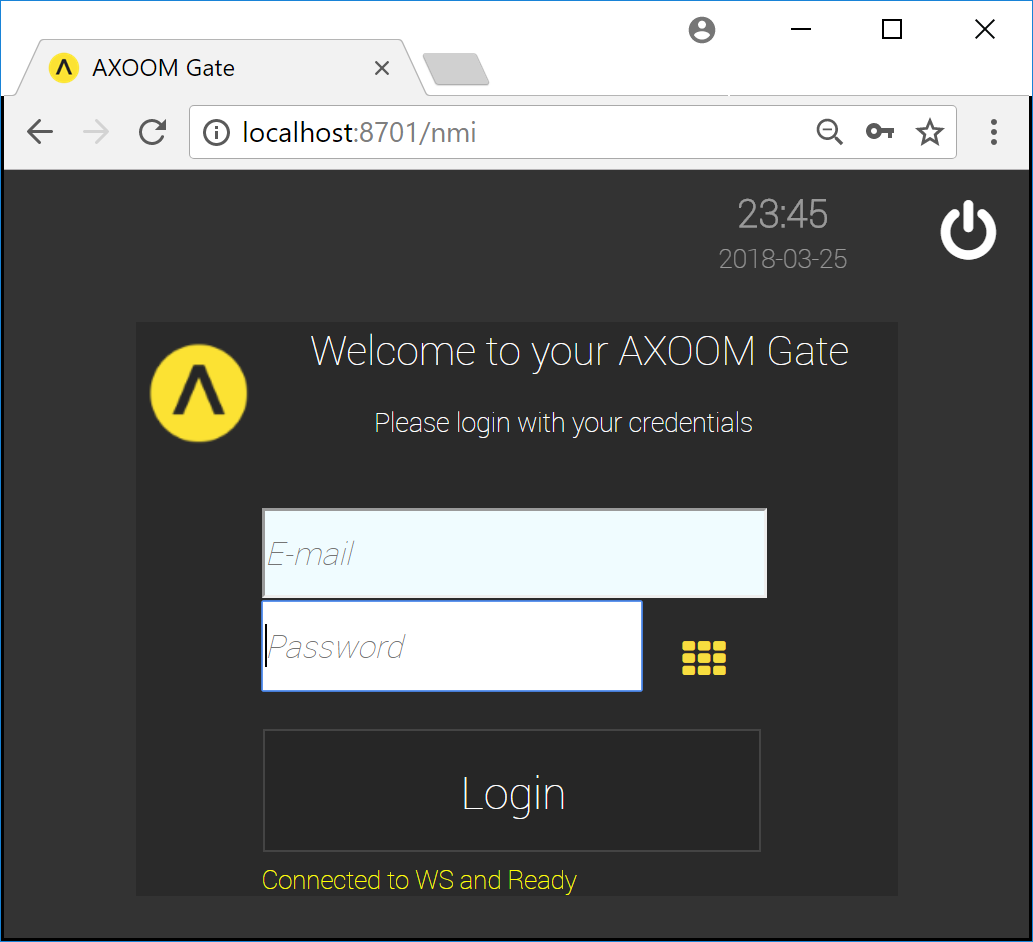 AXOOM Gate
localhost:8701/nmi
23:45
2018-03-25
Welcome to your AXOOM Gate
Please login with your credentials
E-mail
Password
Login
Connected to WS and Ready